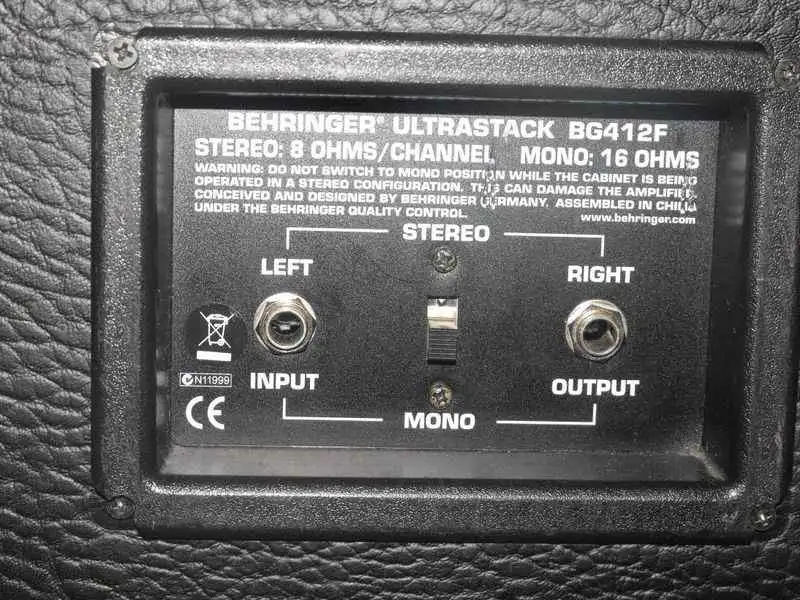 BEHRINGER® ULTRASTACK BG412F
STEREO: 8 OHMS/CHANNEL MONO: 16 OHMS
WARNING: DO NOT SWITCH TO MONO POSITION WHILE THE CABINET IS BEING
OPERATED IN A STEREO CONFIGURATION. THIS CAN DAMAGE THE AMPLIFIER.
CONCEIVED AND DESIGNED BY BEHRINGER GERMANY. ASSEMBLED IN CHINA
UNDER THE BEHRINGER QUALITY CONTROL.
www.behringer.com
STEREO
LEFT
RIGHT
N11999
INPUT
OUTPUT
CE
MONO